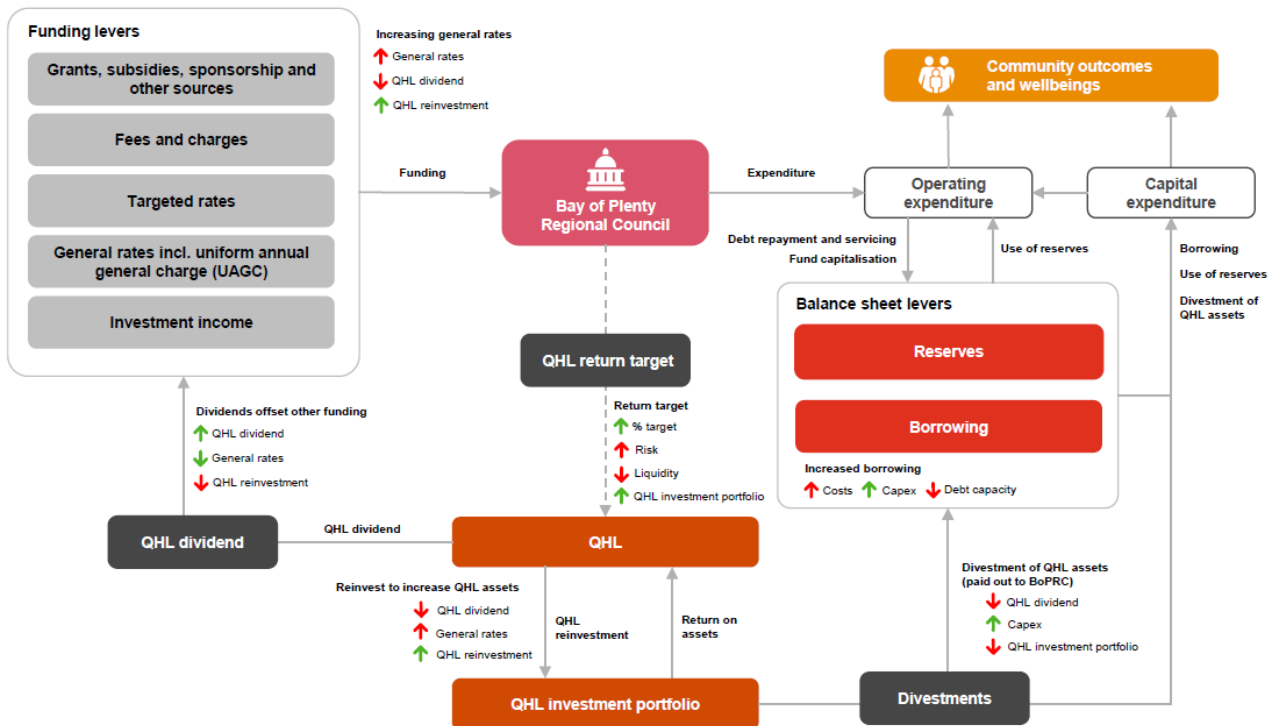 Funding levers
Grants, subsidies, sponsorship and
other sources
Fees and charges
Targeted rates
General rates incl. uniform annual
general charge (UAGC)
Investment income
Increasing general rates
General rates
QHL dividend
QHL reinvestment
Funding
Bay of Plenty
Regional Council
Expenditure
Community outcomes
and wellbeings
Operating
expenditure
Capital
expenditure
Debt repayment and servicing
Fund capitalisation
Use of reserves
Borrowing
Use of reserves
Divestment of
QHL assets
Balance sheet levers
Reserves
Borrowing
Increased borrowing
Costs
Capex
Debt capacity
QHL return target
Return target
% target
Risk
Liquidity
QHL investment portfolio
Dividends offset other funding
QHL dividend
General rates
QHL reinvestment
QHL dividend
QHL dividend
QHL
Reinvest to increase QHL assets
QHL dividend
General rates
QHL reinvestment
QHL
reinvestment
Return on
assets
Divestment of QHL assets
(paid out to BoPRC)
QHL dividend
Capex
QHL investment portfolio
QHL investment portfolio
Divestments